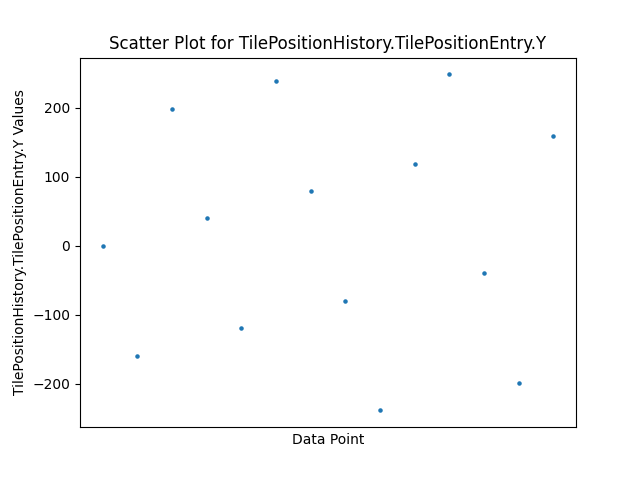 Scatter Plot for TilePositionHistory.TilePositionEntry.Y
TilePositionHistory.TilePositionEntry.Y Values
200
100
0
−100
−200
Data Point